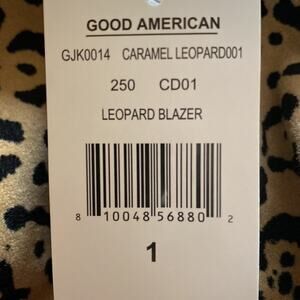 GOOD AMERICAN
GJK0014 CARAMEL LEOPARD001
250 CD01
LEOPARD BLAZER
8 10048 56880 2
1